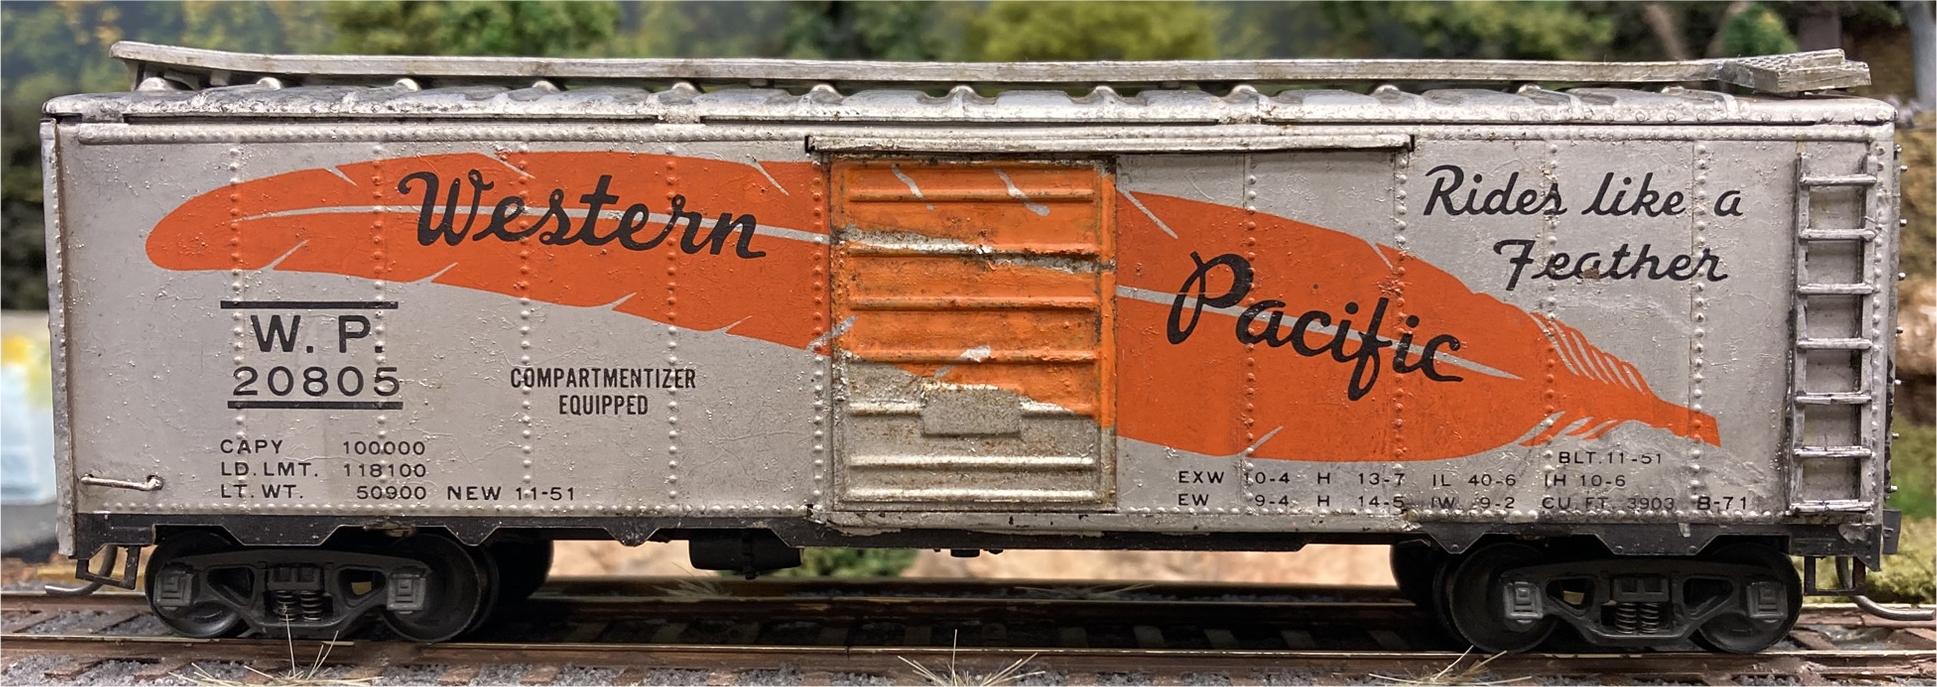 Western
Pacific
Rides like a
Feather
W. P.
20805
COMPARTMENTIZER
EQUIPPED
CAPY 100000
LD. LMT. 118100
LT. WT. 50900 NEW 11-51
BLT. 11-51
EXW 10-4 H 13-7 IL 40-6 IH 10-6
EW 9-4 H 14-5 IW 9-2 CU. FT. 3903 B-71